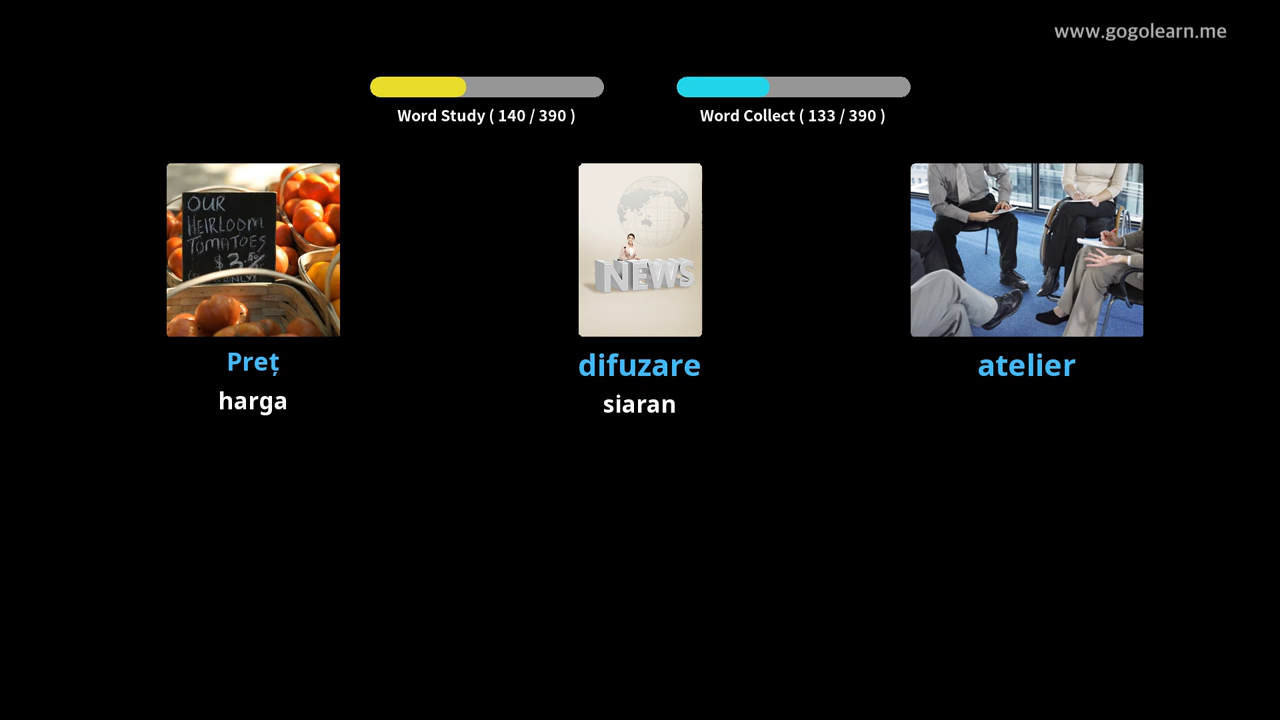 www.gogolearn.me
Word Study ( 140 / 390 )
Word Collect ( 133 / 390 )
OUR
HEIRLOOM
TOMATOES
NEWS
Preț
difuzare
atelier
harga
siaran